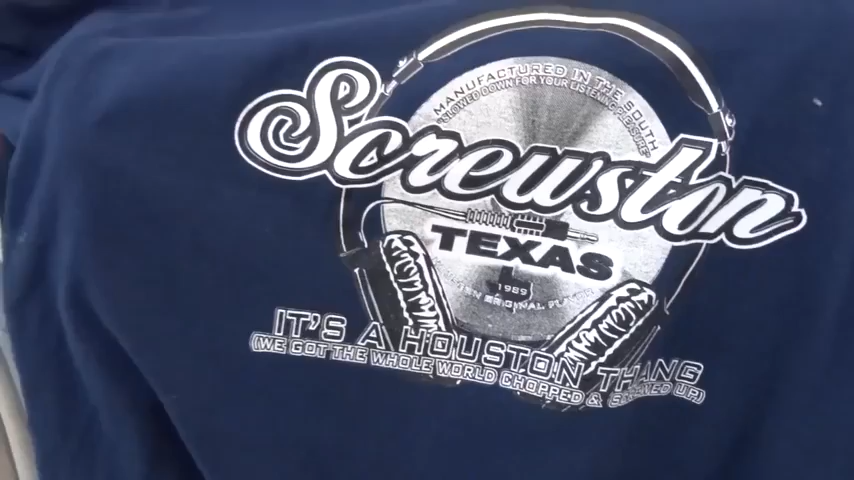 MANUFACTURED IN THE SOUTH
"SLOWED DOWN FOR YOUR LISTENING PLEASURE"
Screwston
TEXAS
1989
ORIGINAL
IT'S A HOUSTON THANG
(WE GOT THE WHOLE WORLD CHOPPED & SCREWED UP)